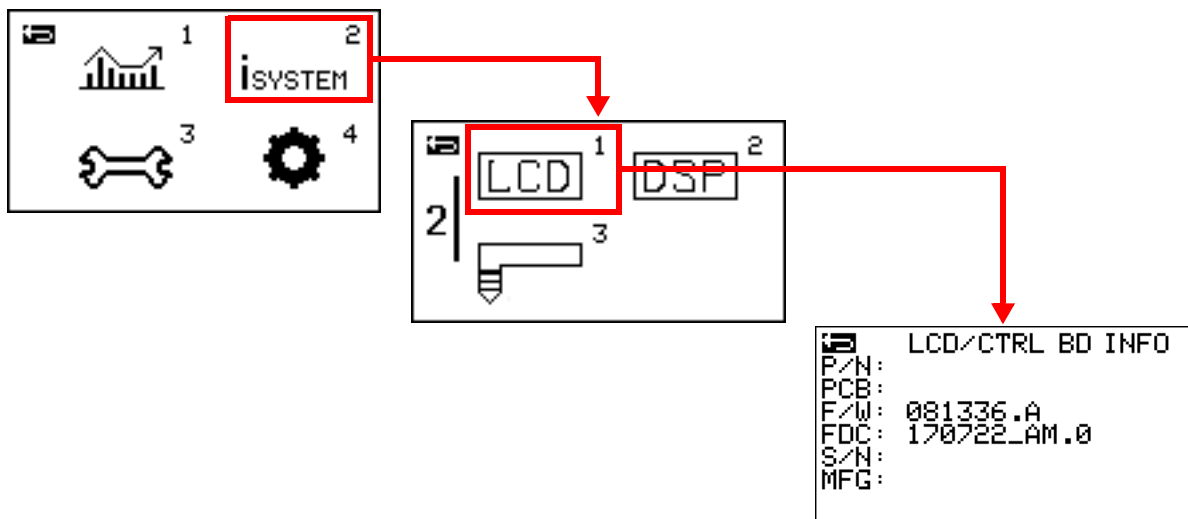 1
2
iSYSTEM
3
4
1
LCD
2
DSP
2
3
LCD/CTRL BD INFO
P/N:
PCB:
F/W: 081336.A
FDC: 170722_AM.0
S/N:
MFG: